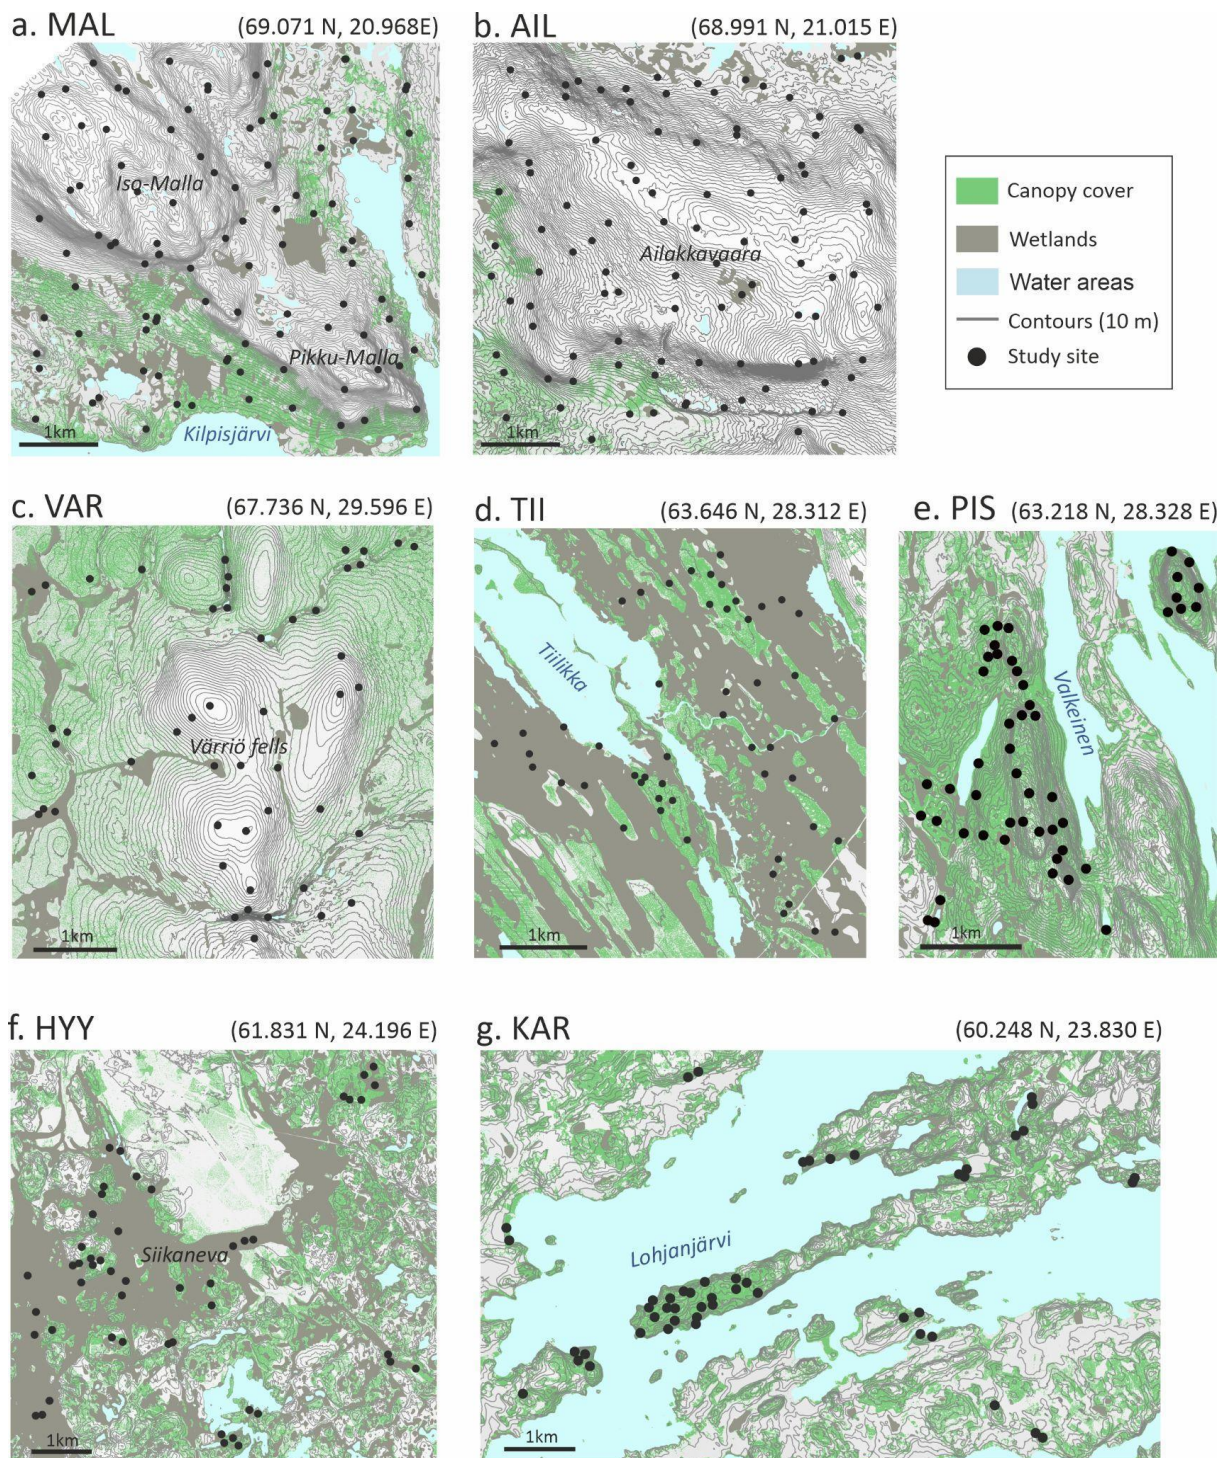 a. MAL (69.071 N, 20.968E)
Iso-Malla
Pikku-Malla
Kilpisjärvi
1km
b. AIL (68.991 N, 21.015 E)
Ailakkavaara
1km
Canopy cover
Wetlands
Water areas
Contours (10 m)
Study site
c. VAR (67.736 N, 29.596 E)
Värriö fells
1km
d. TII (63.646 N, 28.312 E)
Tiilikka
1km
e. PIS (63.218 N, 28.328 E)
Valkeinen
1km
f. HYY (61.831 N, 24.196 E)
Siikaneva
1km
g. KAR (60.248 N, 23.830 E)
Lohjanjärvi
1km